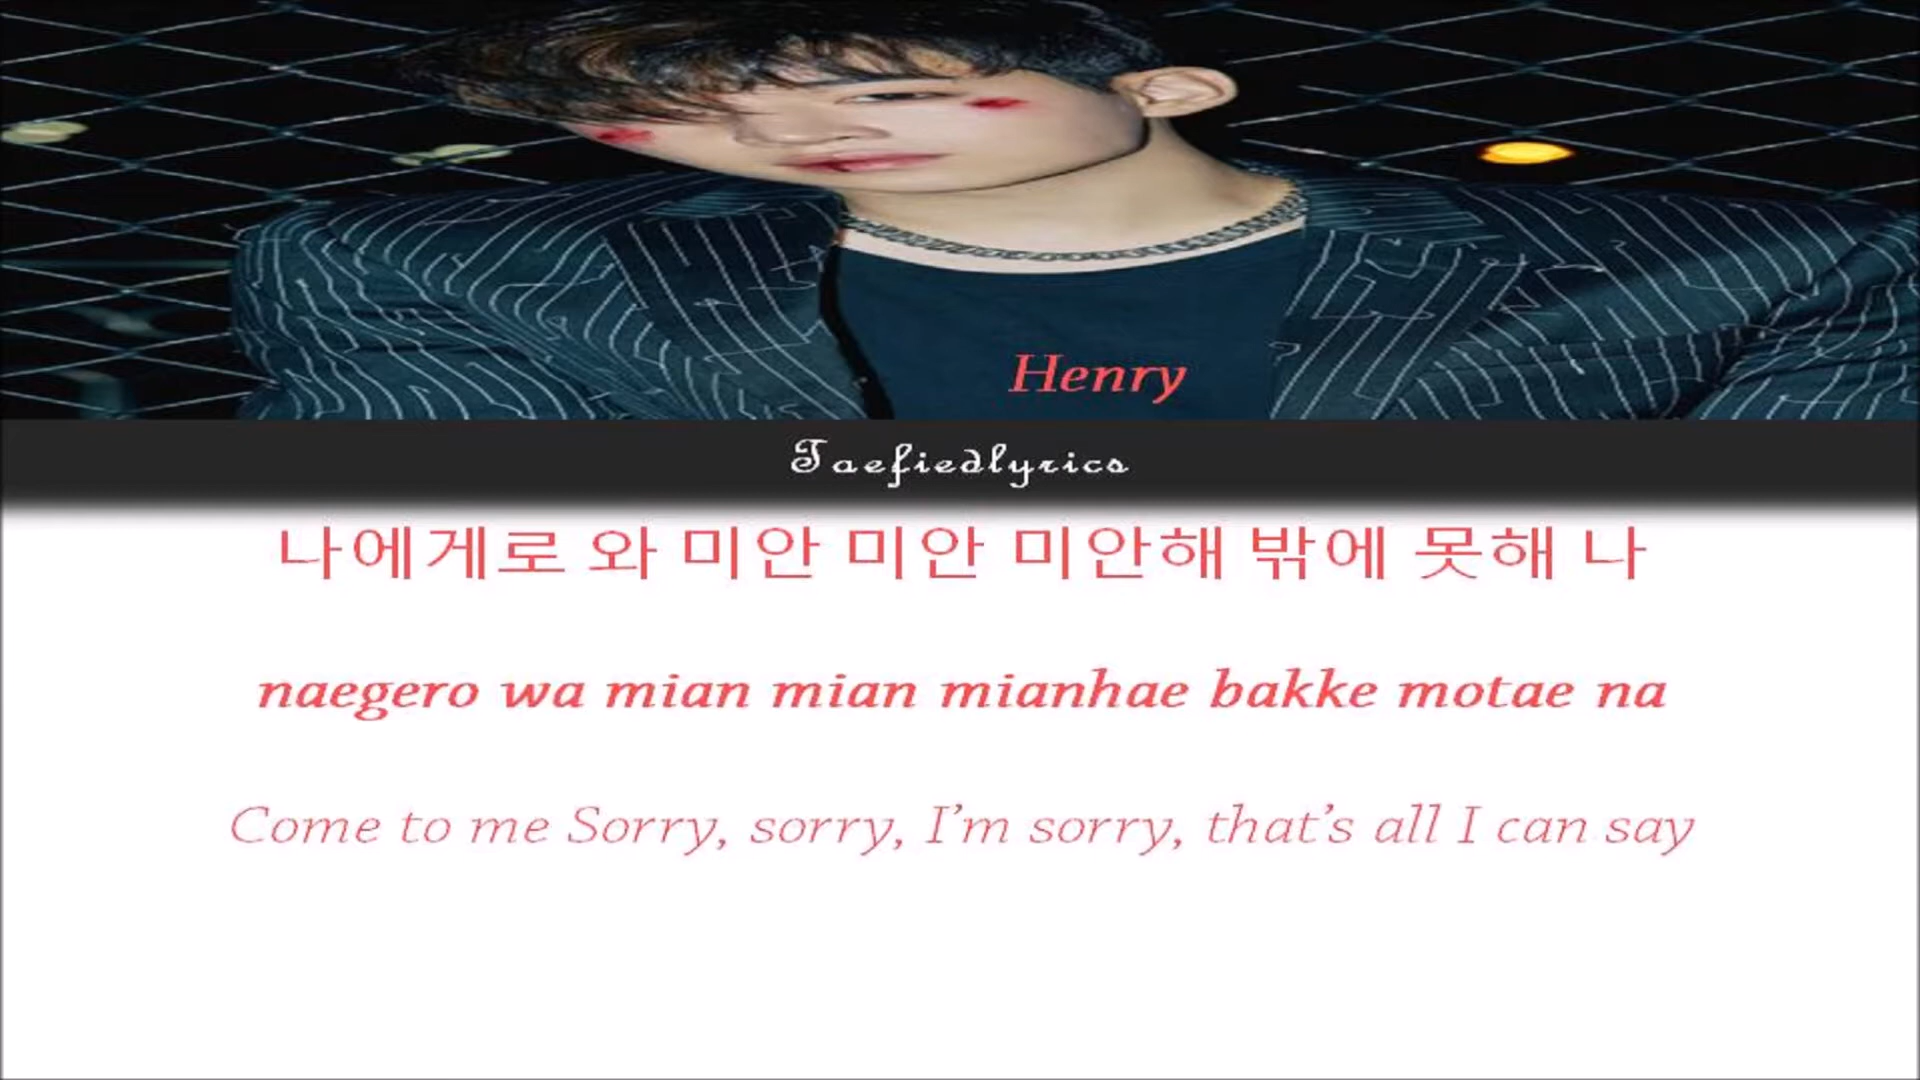 Henry
Taefiedlyrics
나에게로 와 미안 미안 미안해 밖에 못해 나
naegero wa mian mian mianhae bakke motae na
Come to me Sorry, sorry, I'm sorry, that's all I can say